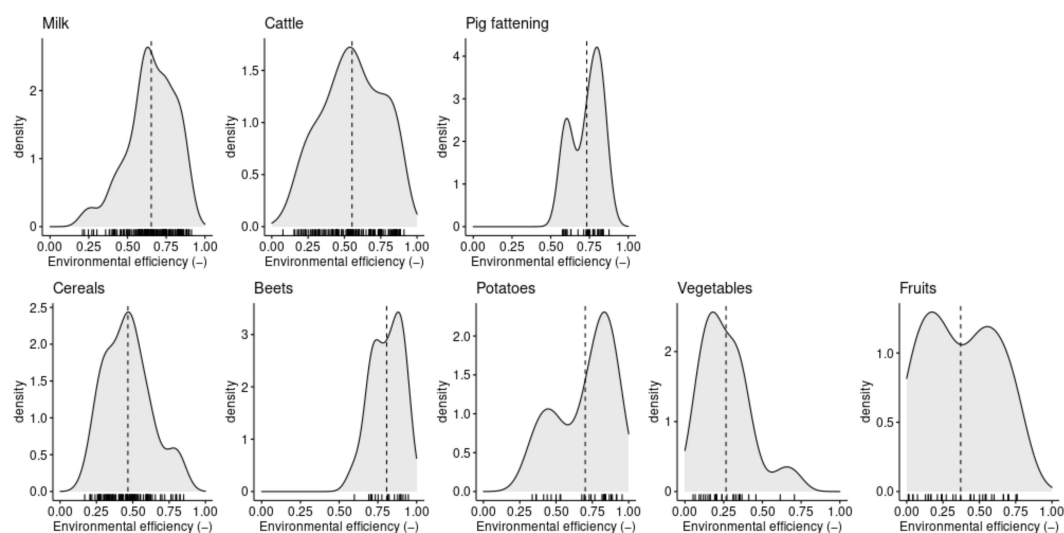 Milk Cattle Pig fattening
density density density
2 1 0
1.5 1.0 0.5 0.0
4 3 2 1 0
0.00 0.25 0.50 0.75 1.00 0.00 0.25 0.50 0.75 1.00 0.00 0.25 0.50 0.75 1.00
Environmental efficiency (−) Environmental efficiency (−) Environmental efficiency (−)
Cereals Beets Potatoes Vegetables Fruits
density density density density density
2.5 2.0 1.5 1.0 0.5 0.0
3 2 1 0
2.0 1.5 1.0 0.5 0.0
2 1 0
1.0 0.5 0.0
0.00 0.25 0.50 0.75 1.00 0.00 0.25 0.50 0.75 1.00 0.00 0.25 0.50 0.75 1.00 0.00 0.25 0.50 0.75 1.00 0.00 0.25 0.50 0.75 1.00
Environmental efficiency (−) Environmental efficiency (−) Environmental efficiency (−) Environmental efficiency (−) Environmental efficiency (−)